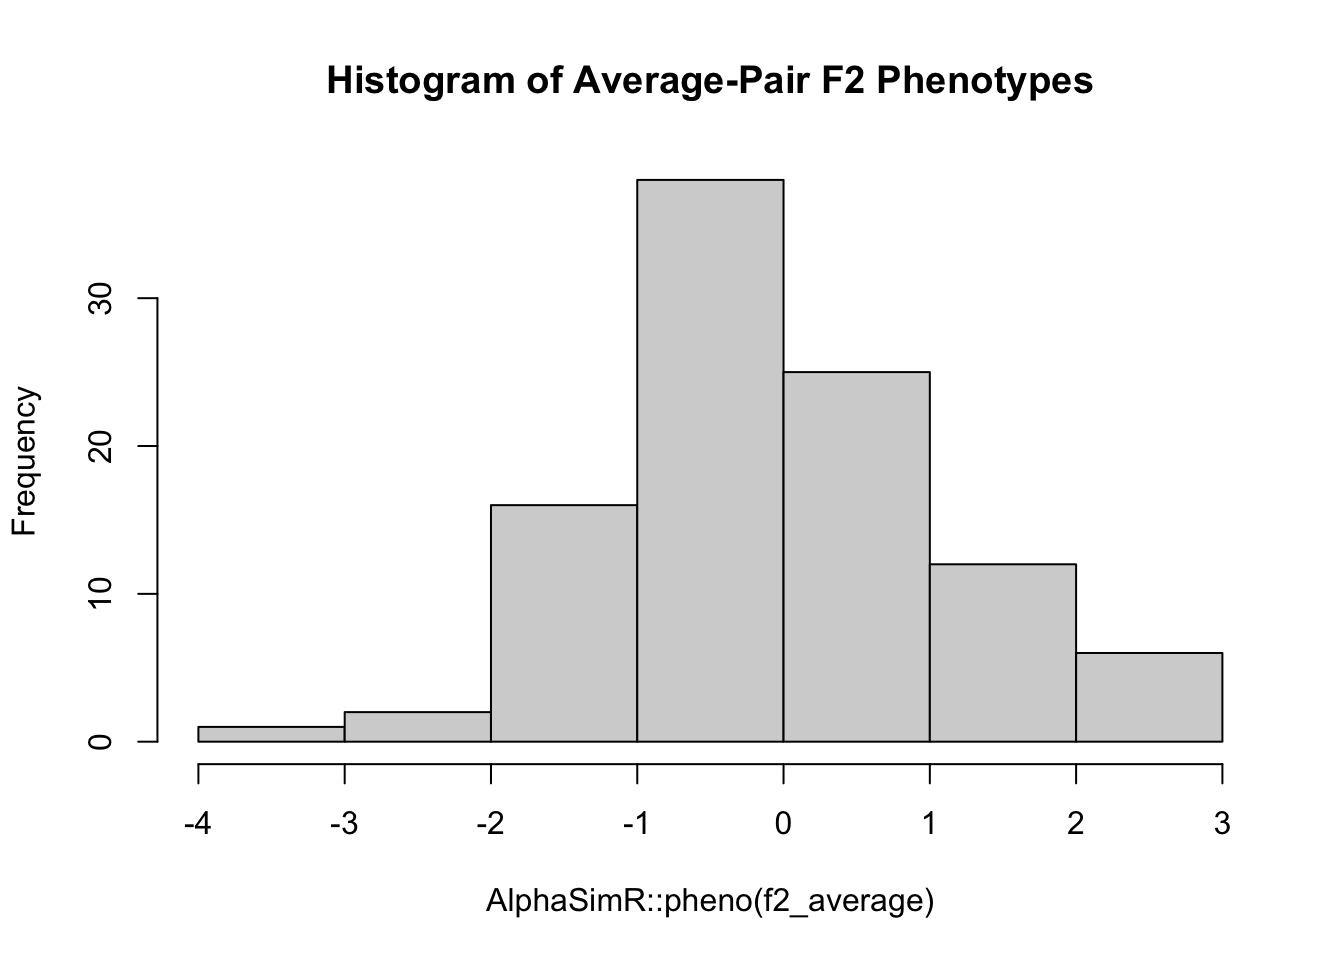 Histogram of Average-Pair F2 Phenotypes
Frequency
30
20
10
0
-4 -3 -2 -1 0 1 2 3
AlphaSimR::pheno(f2_average)